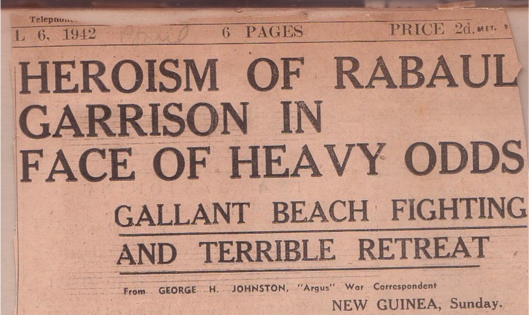 Telephon
L 6, 1942 6 PAGES PRICE 2d.
HEROISM OF RABAUL
GARRISON IN
FACE OF HEAVY ODDS
GALLANT BEACH FIGHTING
AND TERRIBLE RETREAT
From GEORGE H. JOHNSTON, "Argus" War Correspondent
NEW GUINEA, Sunday.